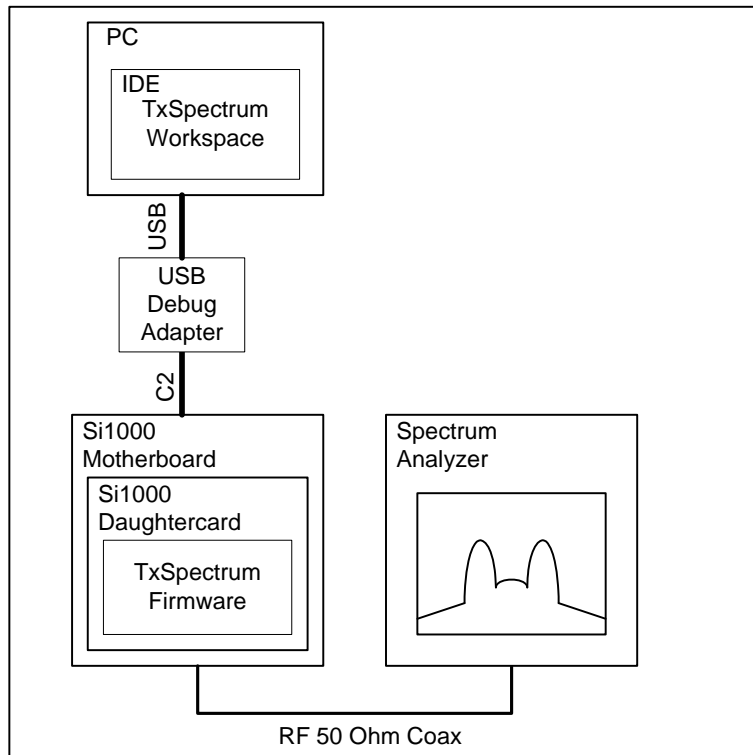 PC
IDE
TxSpectrum
Workspace
USB
USB
Debug
Adapter
C2
Si1000
Motherboard
Si1000
Daughtercard
TxSpectrum
Firmware
Spectrum
Analyzer
RF 50 Ohm Coax